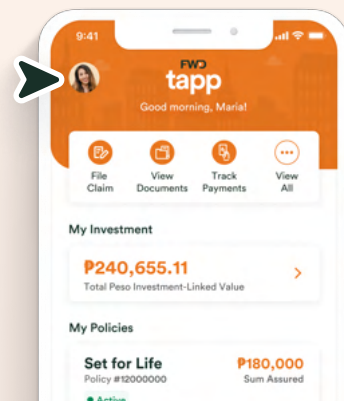 9:41
FWD
tapp
Good morning, Maria!
File Claim
View Documents
Track Payments
View All
My Investment
₱240,655.11
Total Peso Investment-Linked Value
My Policies
Set for Life
₱180,000
Policy #12000000
Sum Assured
Active